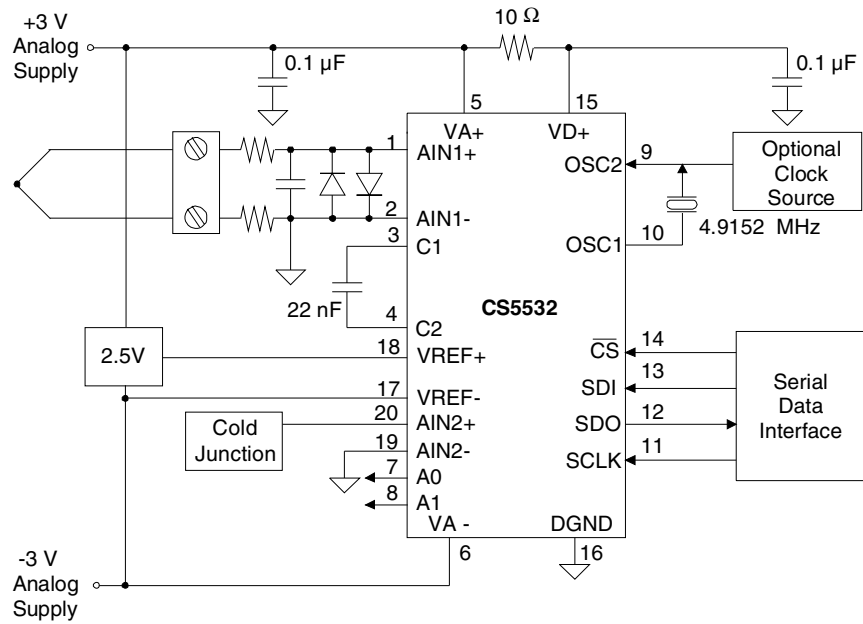 +3 V
Analog
Supply
10 Ω
0.1 µF
0.1 µF
5
15
VA+
VD+
1
AIN1+
2
AIN1-
3
C1
22 nF
4
C2
2.5V
18
VREF+
17
VREF-
20
AIN2+
Cold
Junction
19
AIN2-
7
A0
8
A1
VA -
6
CS5532
OSC2
9
Optional
Clock
Source
OSC1
10
4.9152 MHz
CS
14
SDI
13
SDO
12
SCLK
11
Serial
Data
Interface
DGND
16
-3 V
Analog
Supply